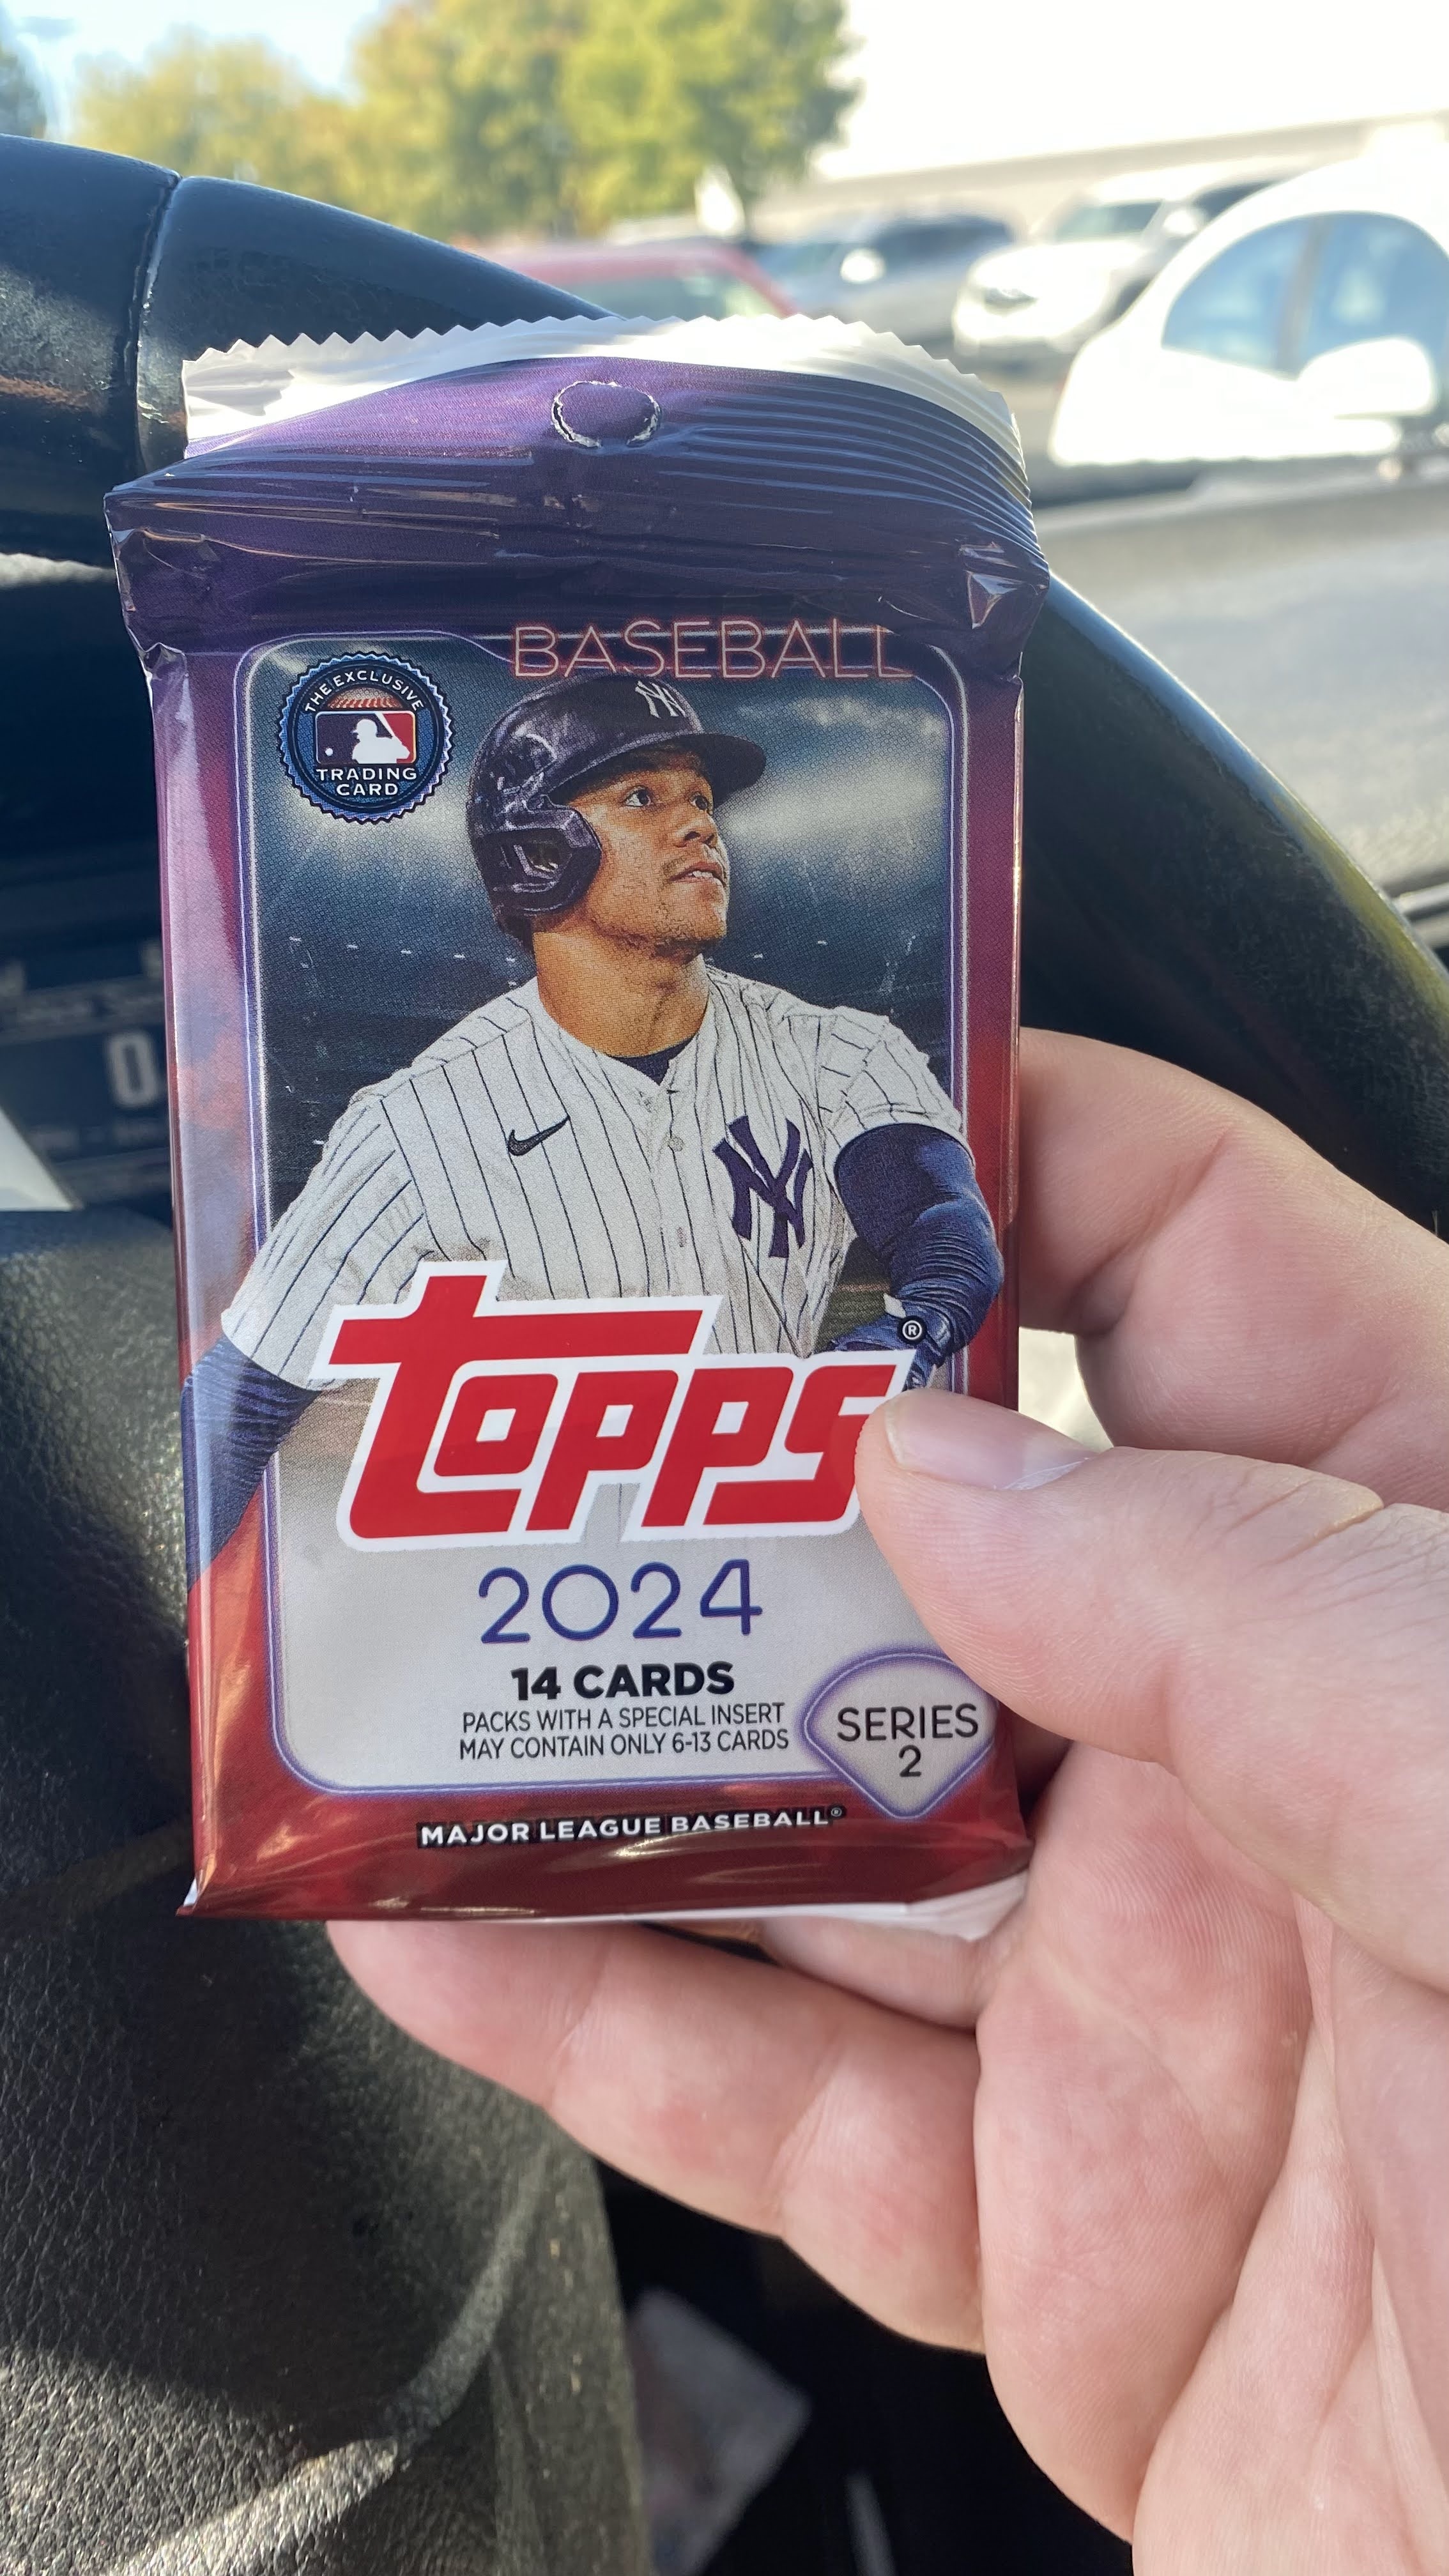 BASEBALL
THE EXCLUSIVE
TRADING
CARD
NY
NY
topps®
2024
14 CARDS
PACKS WITH A SPECIAL INSERT
MAY CONTAIN ONLY 6-13 CARDS
SERIES
2
MAJOR LEAGUE BASEBALL®
0